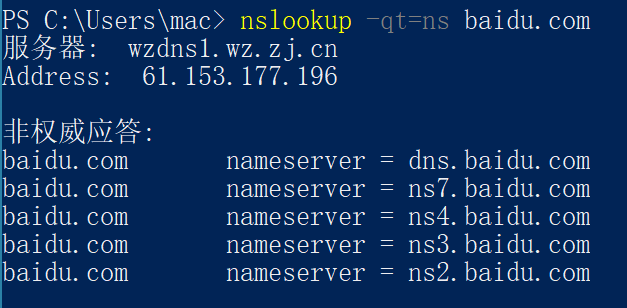 PS C:\Users\mac> nslookup -qt=ns baidu.com
服务器:  wzdns1.wz.zj.cn
Address:  61.153.177.196

非权威应答:
baidu.com       nameserver = dns.baidu.com
baidu.com       nameserver = ns7.baidu.com
baidu.com       nameserver = ns4.baidu.com
baidu.com       nameserver = ns3.baidu.com
baidu.com       nameserver = ns2.baidu.com